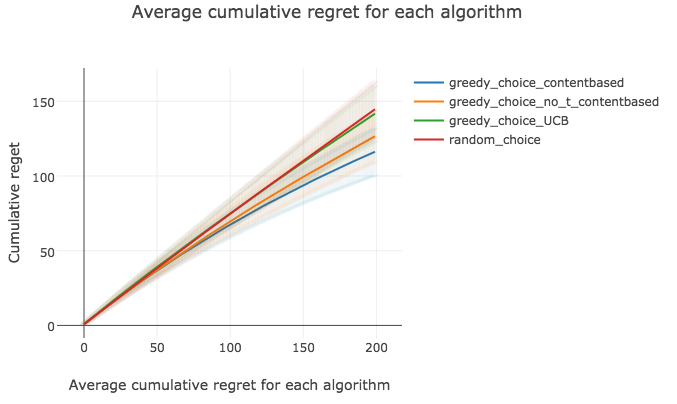 Average cumulative regret for each algorithm
greedy_choice_contentbased
greedy_choice_no_t_contentbased
greedy_choice_UCB
random_choice
Cumulative reget
150
100
50
0
0 50 100 150 200
Average cumulative regret for each algorithm